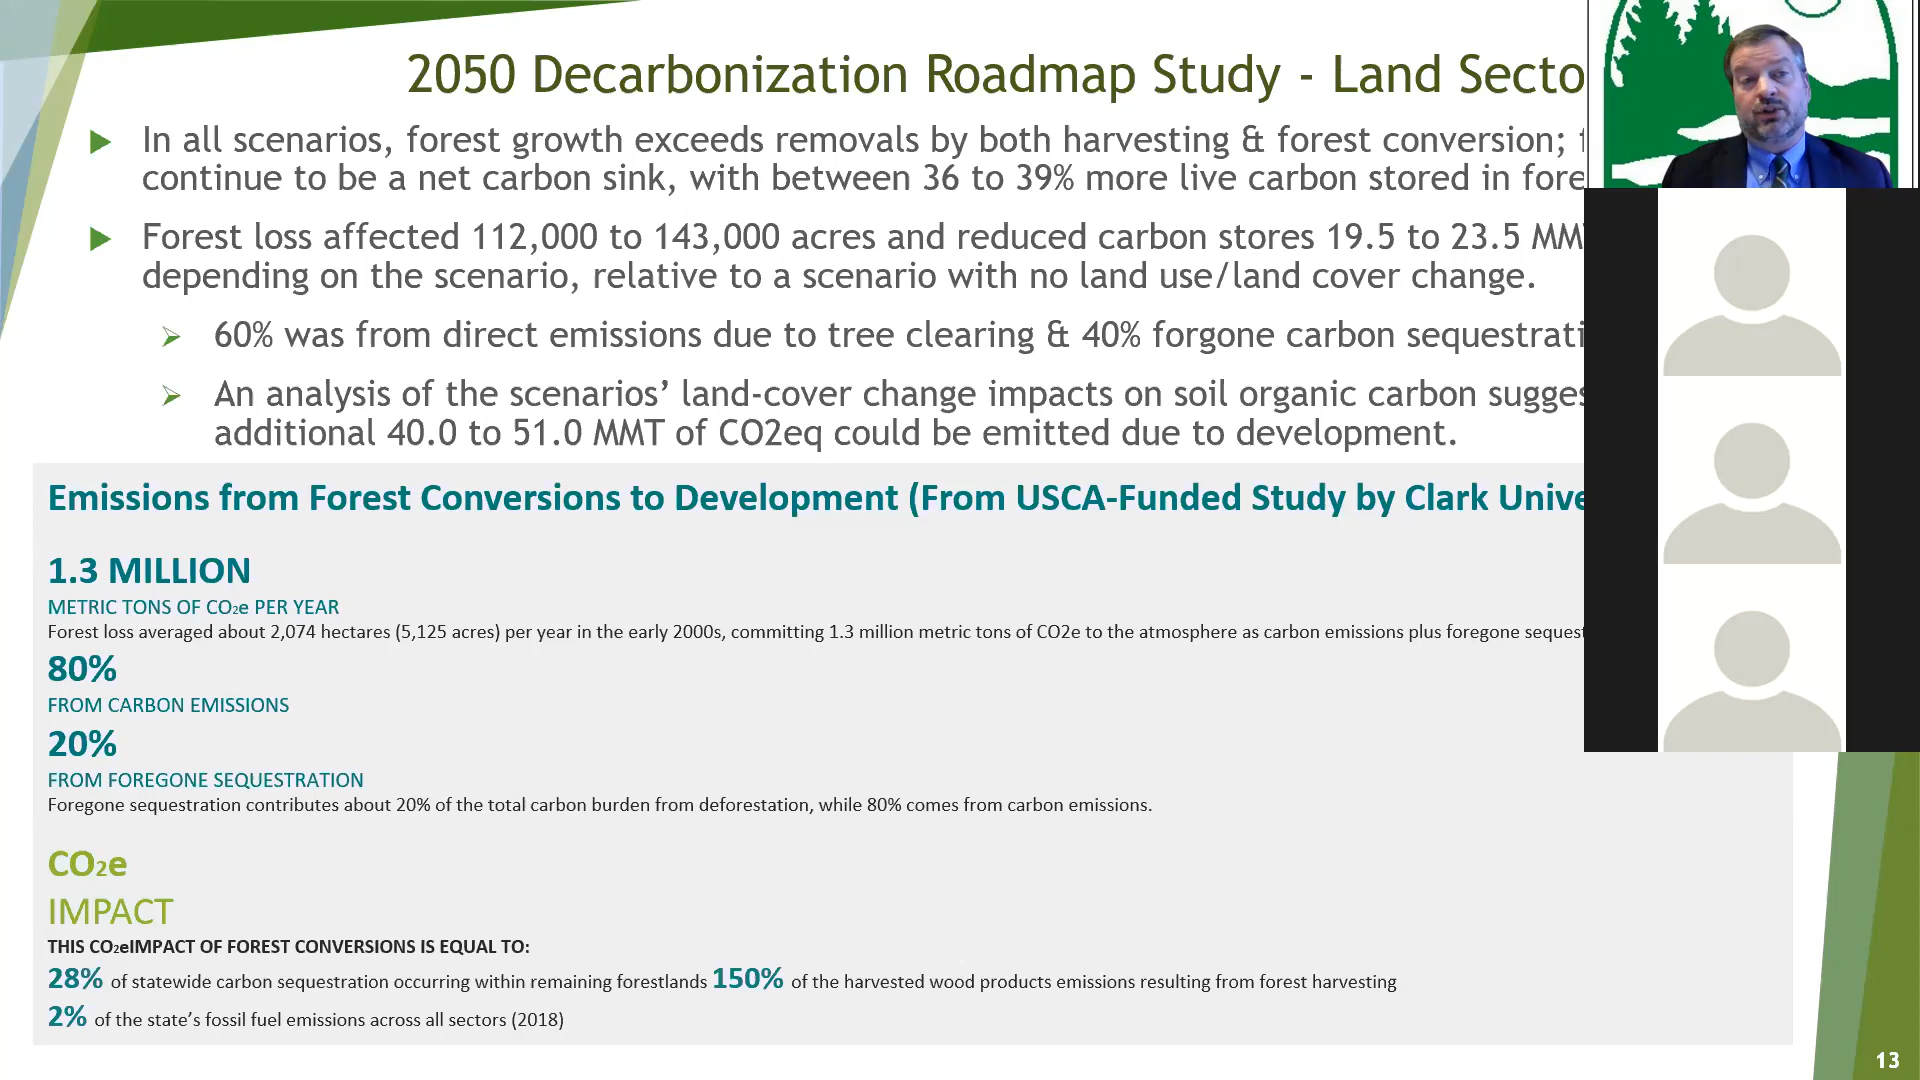 2050 Decarbonization Roadmap Study - Land Secto
In all scenarios, forest growth exceeds removals by both harvesting & forest conversion;
continue to be a net carbon sink, with between 36 to 39% more live carbon stored in fore
Forest loss affected 112,000 to 143,000 acres and reduced carbon stores 19.5 to 23.5 MM
depending on the scenario, relative to a scenario with no land use/land cover change.
60% was from direct emissions due to tree clearing & 40% forgone carbon sequestrati
An analysis of the scenarios’ land-cover change impacts on soil organic carbon sugges
additional 40.0 to 51.0 MMT of CO2eq could be emitted due to development.
Emissions from Forest Conversions to Development (From USCA-Funded Study by Clark Unive
1.3 MILLION
METRIC TONS OF CO2e PER YEAR
Forest loss averaged about 2,074 hectares (5,125 acres) per year in the early 2000s, committing 1.3 million metric tons of CO2e to the atmosphere as carbon emissions plus foregone sequest
80%
FROM CARBON EMISSIONS
20%
FROM FOREGONE SEQUESTRATION
Foregone sequestration contributes about 20% of the total carbon burden from deforestation, while 80% comes from carbon emissions.
CO2e
IMPACT
THIS CO2eIMPACT OF FOREST CONVERSIONS IS EQUAL TO:
28% of statewide carbon sequestration occurring within remaining forestlands 150% of the harvested wood products emissions resulting from forest harvesting
2% of the state’s fossil fuel emissions across all sectors (2018)
13